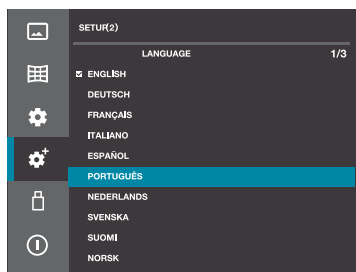 SETUP(2)
LANGUAGE 1/3
ENGLISH
DEUTSCH
FRANÇAIS
ITALIANO
ESPAÑOL
PORTUGUÊS
NEDERLANDS
SVENSKA
SUOMI
NORSK